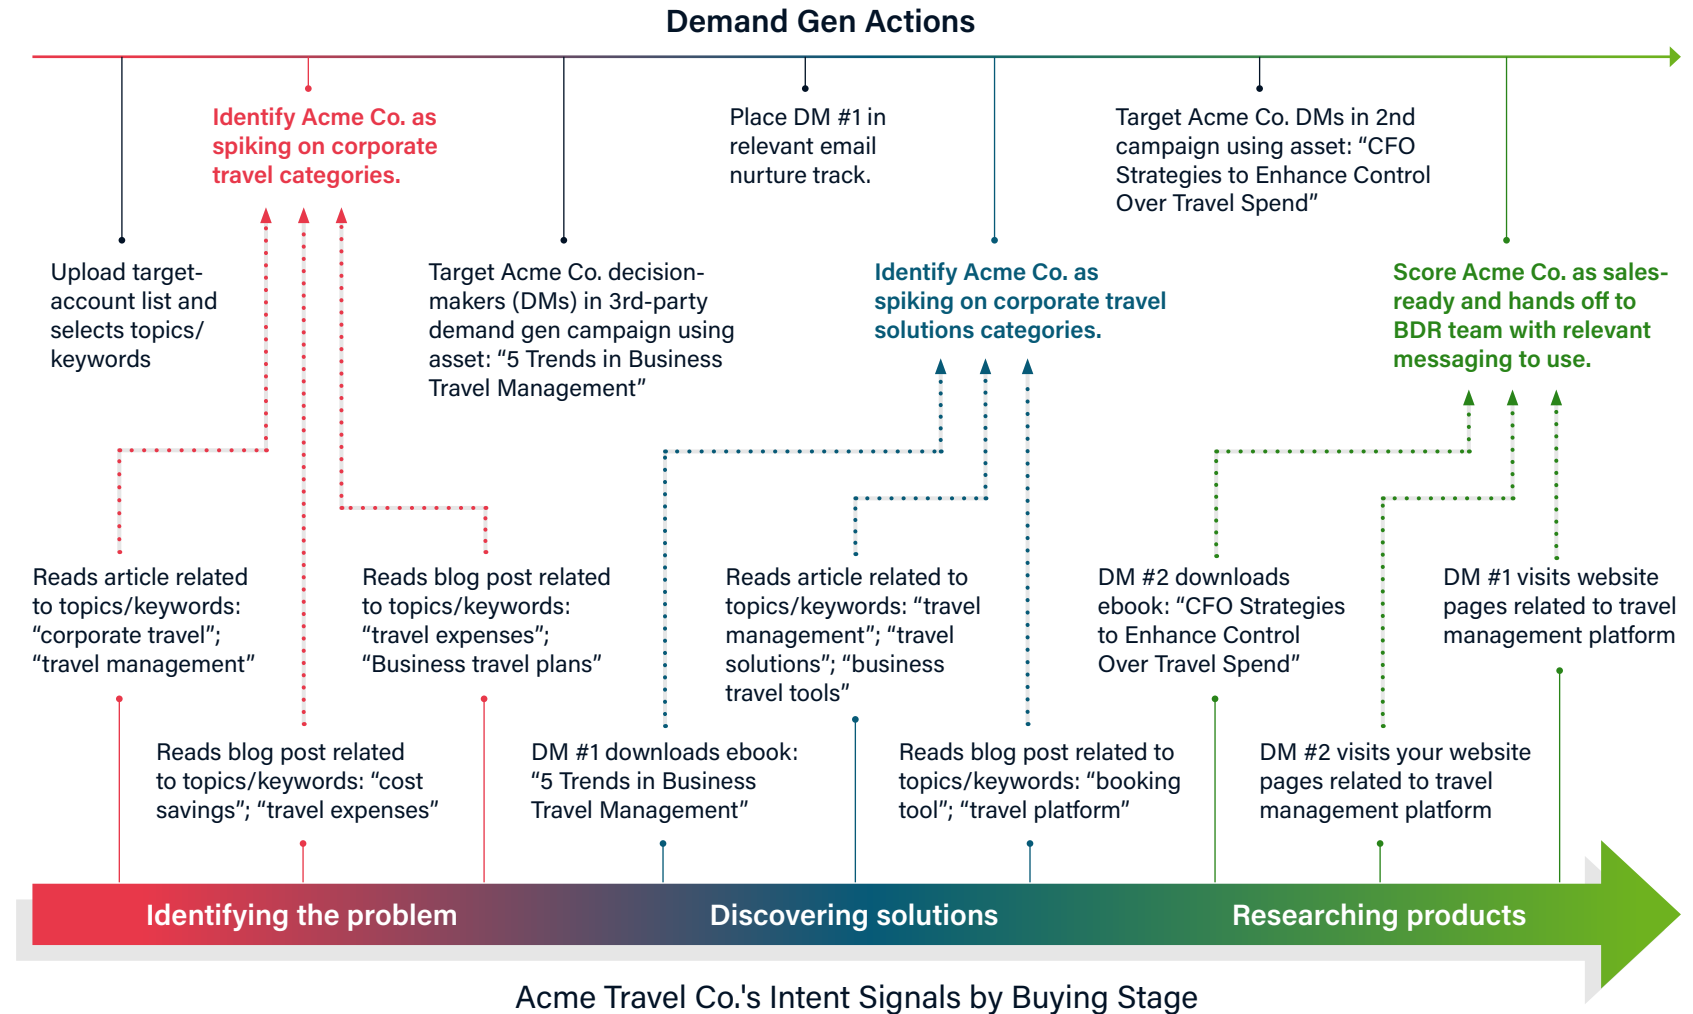 Demand Gen Actions
Identify Acme Co. as
spiking on corporate
travel categories.
Place DM #1 in
relevant email
nurture track.
Target Acme Co. DMs in 2nd
campaign using asset: “CFO
Strategies to Enhance Control
Over Travel Spend”
Upload target-
account list and
selects topics/
keywords
Target Acme Co. decision-
makers (DMs) in 3rd-party
demand gen campaign using
asset: “5 Trends in Business
Travel Management”
Identify Acme Co. as
spiking on corporate travel
solutions categories.
Score Acme Co. as sales-
ready and hands off to
BDR team with relevant
messaging to use.
Reads article related
to topics/keywords:
“corporate travel”;
“travel management”
Reads blog post related
to topics/keywords:
“travel expenses”;
“Business travel plans”
Reads article related to
topics/keywords: “travel
management”; “travel
solutions”; “business
travel tools”
DM #2 downloads
ebook: “CFO Strategies
to Enhance Control
Over Travel Spend”
DM #1 visits website
pages related to travel
management platform
Reads blog post related
to topics/keywords: “cost
savings”; “travel expenses”
DM #1 downloads ebook:
“5 Trends in Business
Travel Management”
Reads blog post related to
topics/keywords: “booking
tool”; “travel platform”
DM #2 visits your website
pages related to travel
management platform
Identifying the problem
Discovering solutions
Researching products
Acme Travel Co.'s Intent Signals by Buying Stage